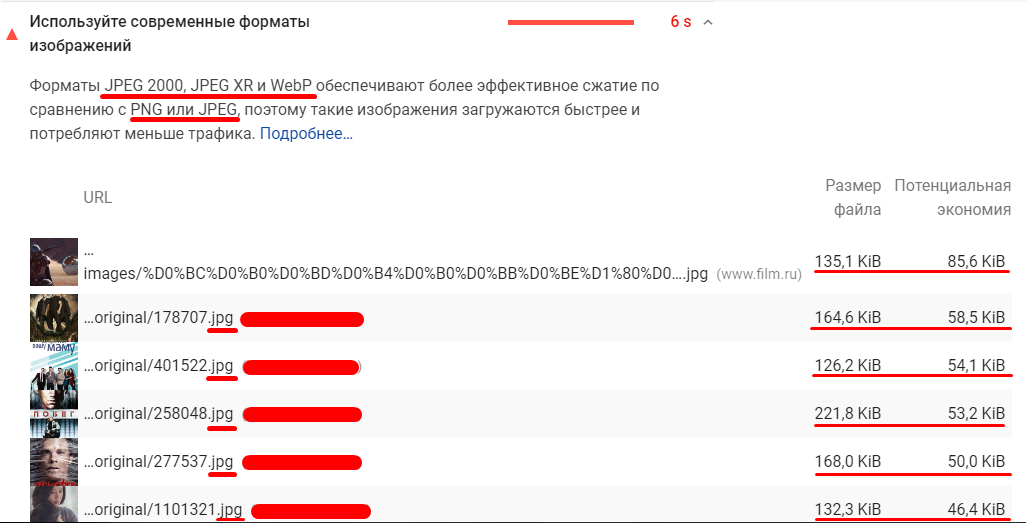 Используйте современные форматы
изображений
6 s
Форматы JPEG 2000, JPEG XR и WebP обеспечивают более эффективное сжатие по
сравнению с PNG или JPEG, поэтому такие изображения загружаются быстрее и
потребляют меньше трафика. Подробнее…
URL
Размер файла
Потенциальная экономия
…
images/%D0%BC%D0%B0%D0%BD%D0%B4%D0%B0%D0%BB%D0%BE%D1%80%D0….jpg (www.film.ru) 135,1 KiB 85,6 KiB
…original/178707.jpg 164,6 KiB 58,5 KiB
вашу маму
…original/401522.jpg 126,2 KiB 54,1 KiB
ПОБЕГ
…original/258048.jpg 221,8 KiB 53,2 KiB
…original/277537.jpg 168,0 KiB 50,0 KiB
…original/1101321.jpg 132,3 KiB 46,4 KiB